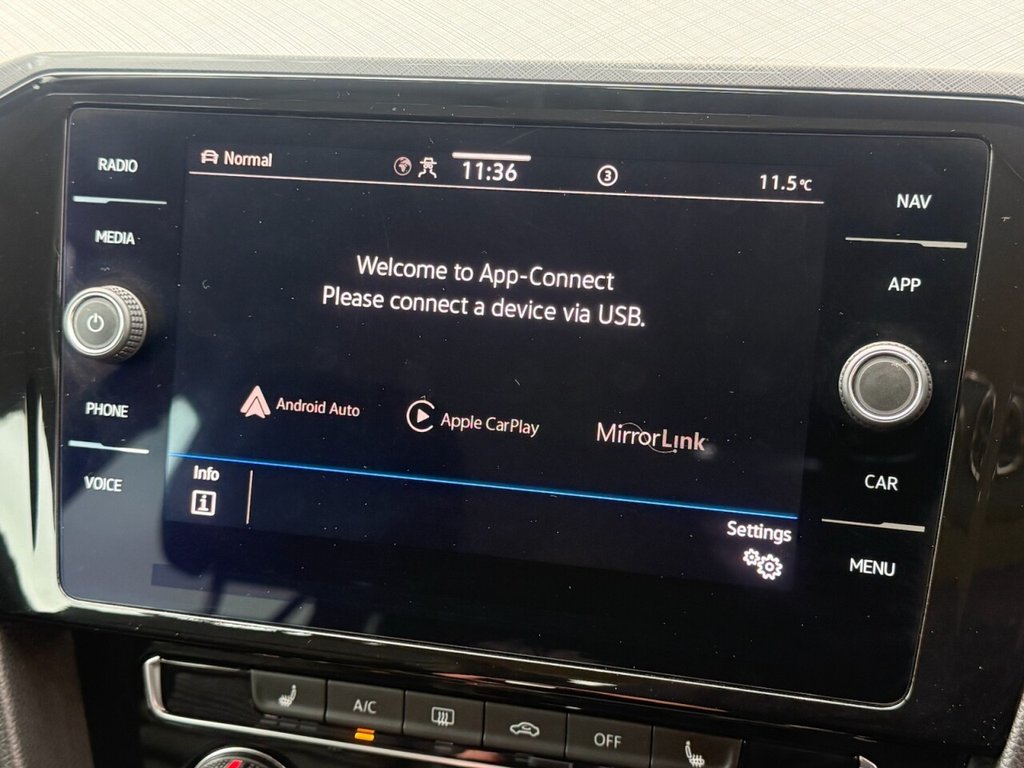 RADIO
MEDIA
PHONE
VOICE
Normal
11:36
3
11.5°C
Welcome to App-Connect
Please connect a device via USB.
Android Auto
Apple CarPlay
MirrorLink
Info
i
Settings
NAV
APP
CAR
MENU
A/C
OFF